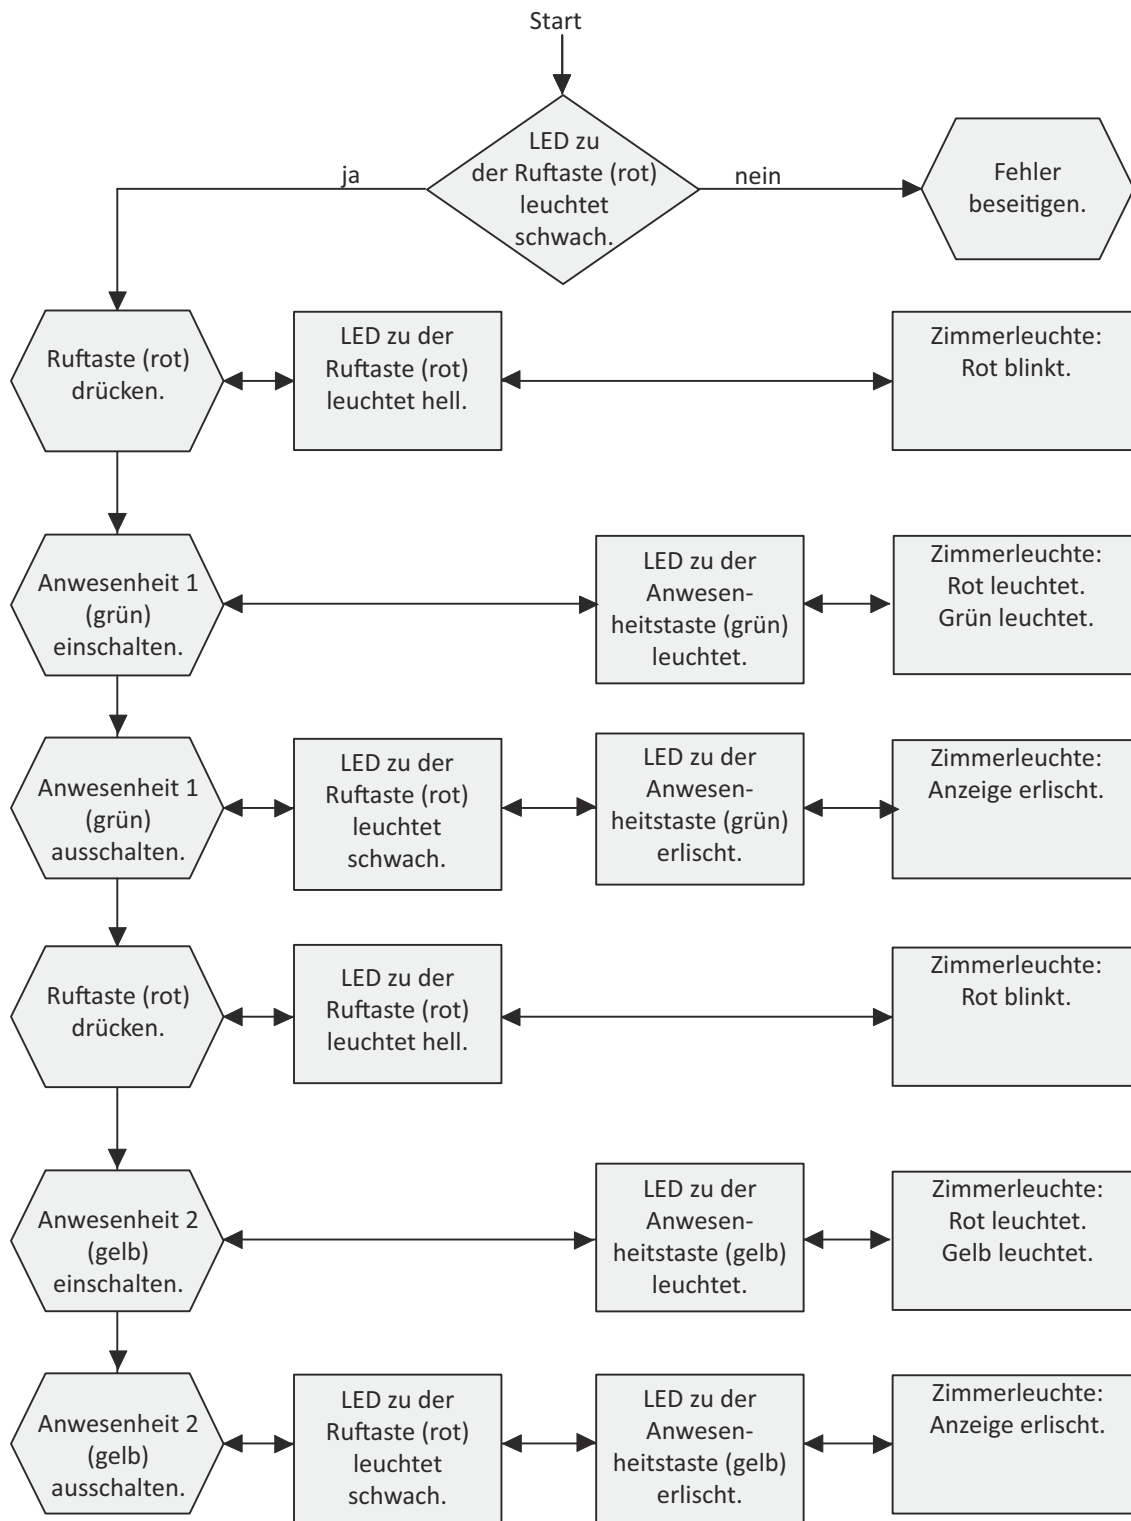 Start
LED zu
der Ruftaste (rot)
leuchtet
schwach.
ja
nein
Fehler
beseitigen.
Ruftaste (rot)
drücken.
LED zu der
Ruftaste (rot)
leuchtet hell.
Zimmerleuchte:
Rot blinkt.
Anwesenheit 1
(grün)
einschalten.
LED zu der
Anwesen-
heitstaste (grün)
leuchtet.
Zimmerleuchte:
Rot leuchtet.
Grün leuchtet.
Anwesenheit 1
(grün)
ausschalten.
LED zu der
Ruftaste (rot)
leuchtet
schwach.
LED zu der
Anwesen-
heitstaste (grün)
erlischt.
Zimmerleuchte:
Anzeige erlischt.
Ruftaste (rot)
drücken.
LED zu der
Ruftaste (rot)
leuchtet hell.
Zimmerleuchte:
Rot blinkt.
Anwesenheit 2
(gelb)
einschalten.
LED zu der
Anwesen-
heitstaste (gelb)
leuchtet.
Zimmerleuchte:
Rot leuchtet.
Gelb leuchtet.
Anwesenheit 2
(gelb)
ausschalten.
LED zu der
Ruftaste (rot)
leuchtet
schwach.
LED zu der
Anwesen-
heitstaste (gelb)
erlischt.
Zimmerleuchte:
Anzeige erlischt.